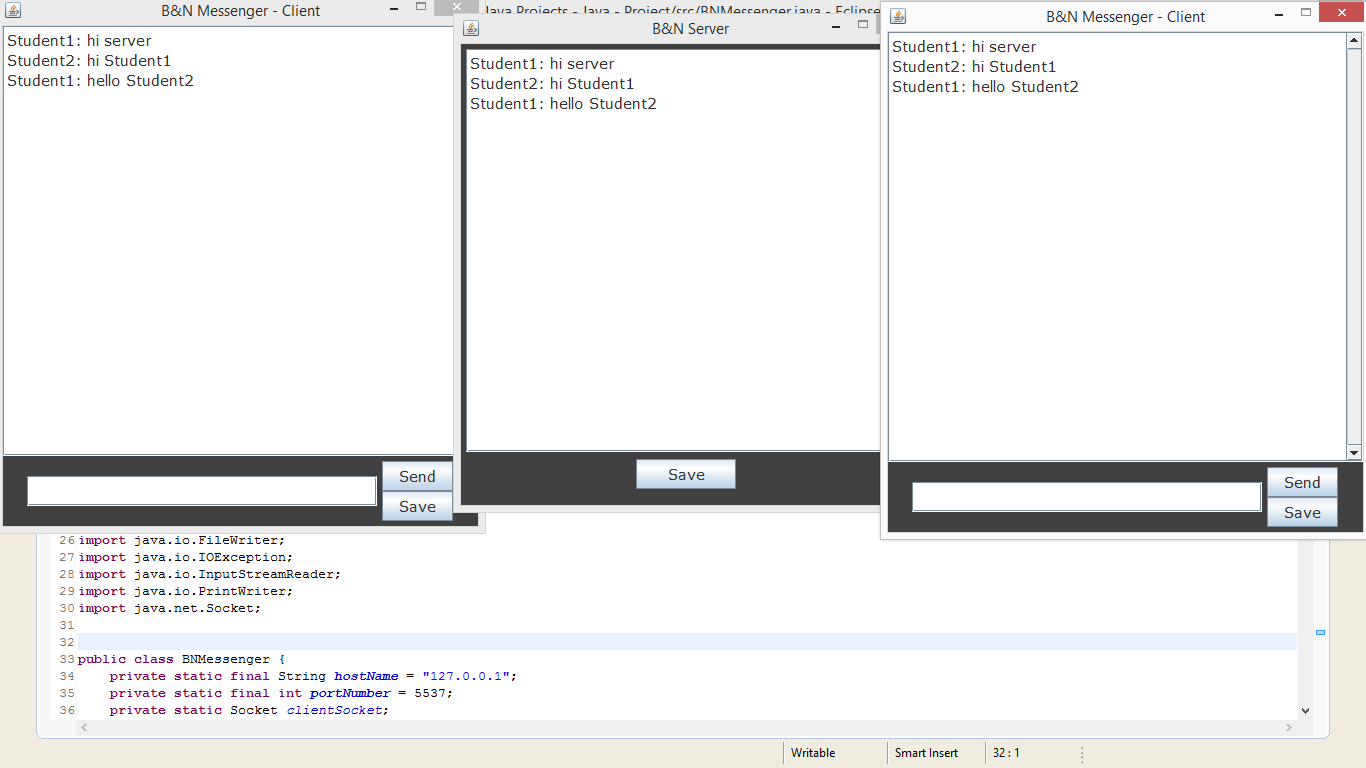 B&N Messenger - Client
Student1: hi server
Student2: hi Student1
Student1: hello Student2
Send
Save
Java Projects - Java - Project/src/BNMessenger.java - Eclipse
B&N Server
Student1: hi server
Student2: hi Student1
Student1: hello Student2
Save
B&N Messenger - Client
Student1: hi server
Student2: hi Student1
Student1: hello Student2
Send
Save
26 import java.io.FileWriter;
27 import java.io.IOException;
28 import java.io.InputStreamReader;
29 import java.io.PrintWriter;
30 import java.net.Socket;
31
32
33 public class BNMessenger {
34 private static final String hostName = "127.0.0.1";
35 private static final int portNumber = 5537;
36 private static Socket clientSocket;
Writable Smart Insert 32 : 1